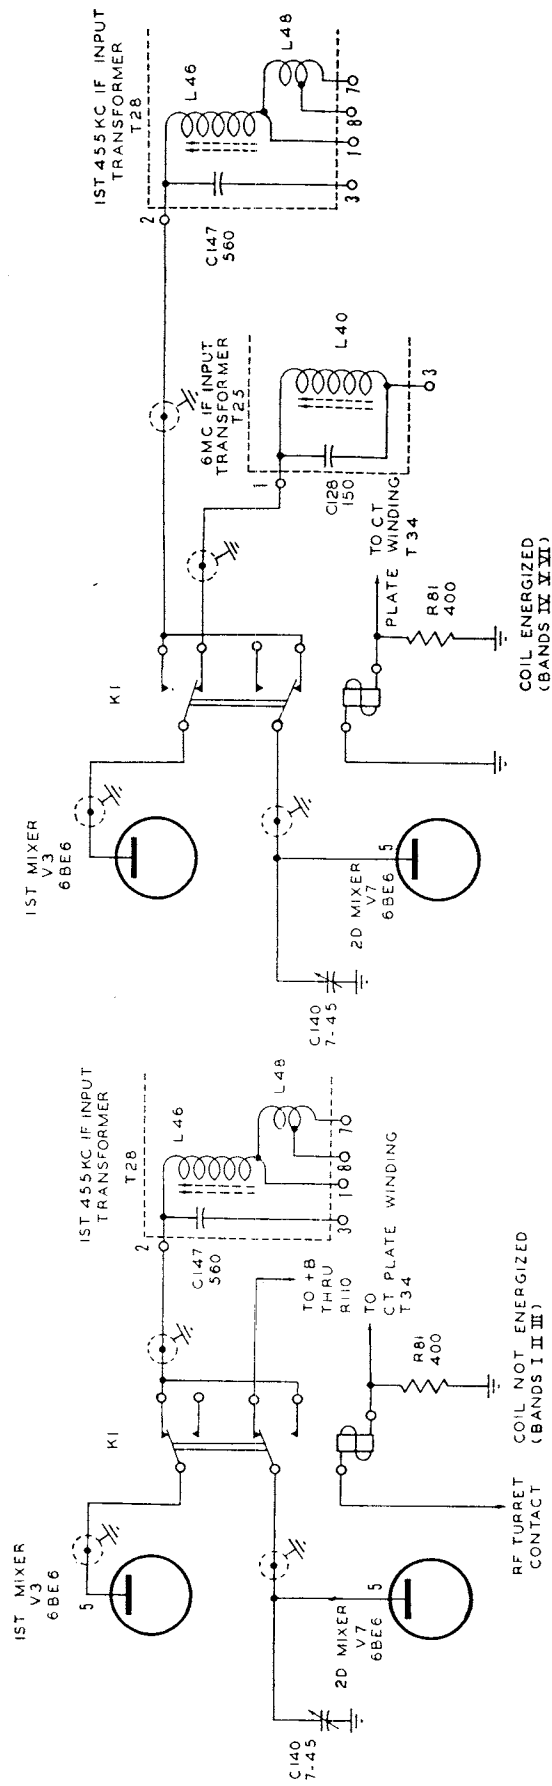 1ST MIXER
V3
6BE6
5
K1
1ST 455KC IF INPUT
TRANSFORMER
T28
2
L46
L48
C147
560
3
1
8
7
TO +B
THRU
R110
C140
7-45
2D MIXER
V7
6BE6
5
TO
CT PLATE WINDING
T34
R81
400
RF TURRET
CONTACT
COIL NOT ENERGIZED
(BANDS I II III)
1ST MIXER
V3
6BE6
K1
1ST 455KC IF INPUT
TRANSFORMER
T28
2
L46
L48
C147
560
3
1
8
7
6MC IF INPUT
TRANSFORMER
T25
1
L40
C128
150
3
C140
7-45
2D MIXER
V7
6BE6
5
TO CT
PLATE WINDING
T34
R81
400
COIL ENERGIZED
(BANDS IV V VI)